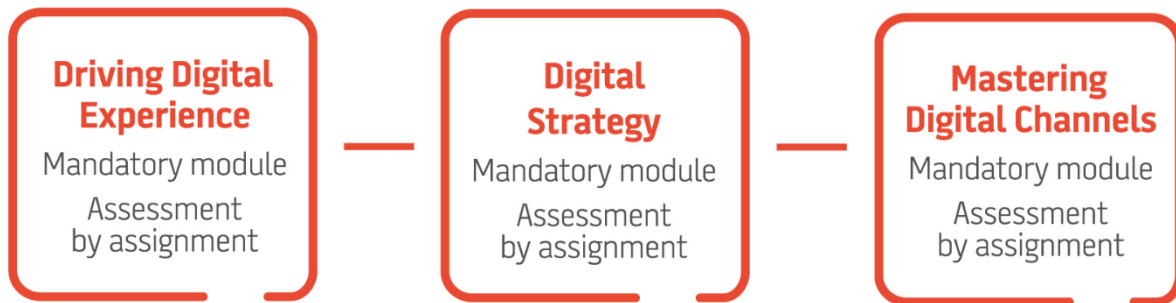 Driving Digital
Experience
Mandatory module
Assessment
by assignment
Digital
Strategy
Mandatory module
Assessment
by assignment
Mastering
Digital Channels
Mandatory module
Assessment
by assignment